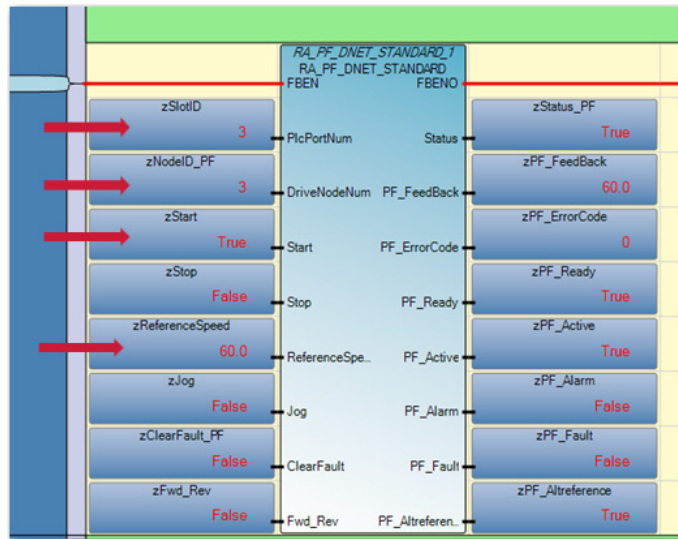 RA_PF_DNET_STANDARD_1
RA_PF_DNET_STANDARD
FBEN FBENO
zSlotID
3
PlcPortNum
Status
zStatus_PF
True
zNodeID_PF
3
DriveNodeNum
PF_FeedBack
zPF_FeedBack
60.0
zStart
True
Start
PF_ErrorCode
zPF_ErrorCode
0
zStop
False
Stop
PF_Ready
zPF_Ready
True
zReferenceSpeed
60.0
ReferenceSpe..
PF_Active
zPF_Active
True
zJog
False
Jog
PF_Alarm
zPF_Alarm
False
zClearFault_PF
False
ClearFault
PF_Fault
zPF_Fault
False
zFwd_Rev
False
Fwd_Rev
PF_Altreferen..
zPF_Altreference
True